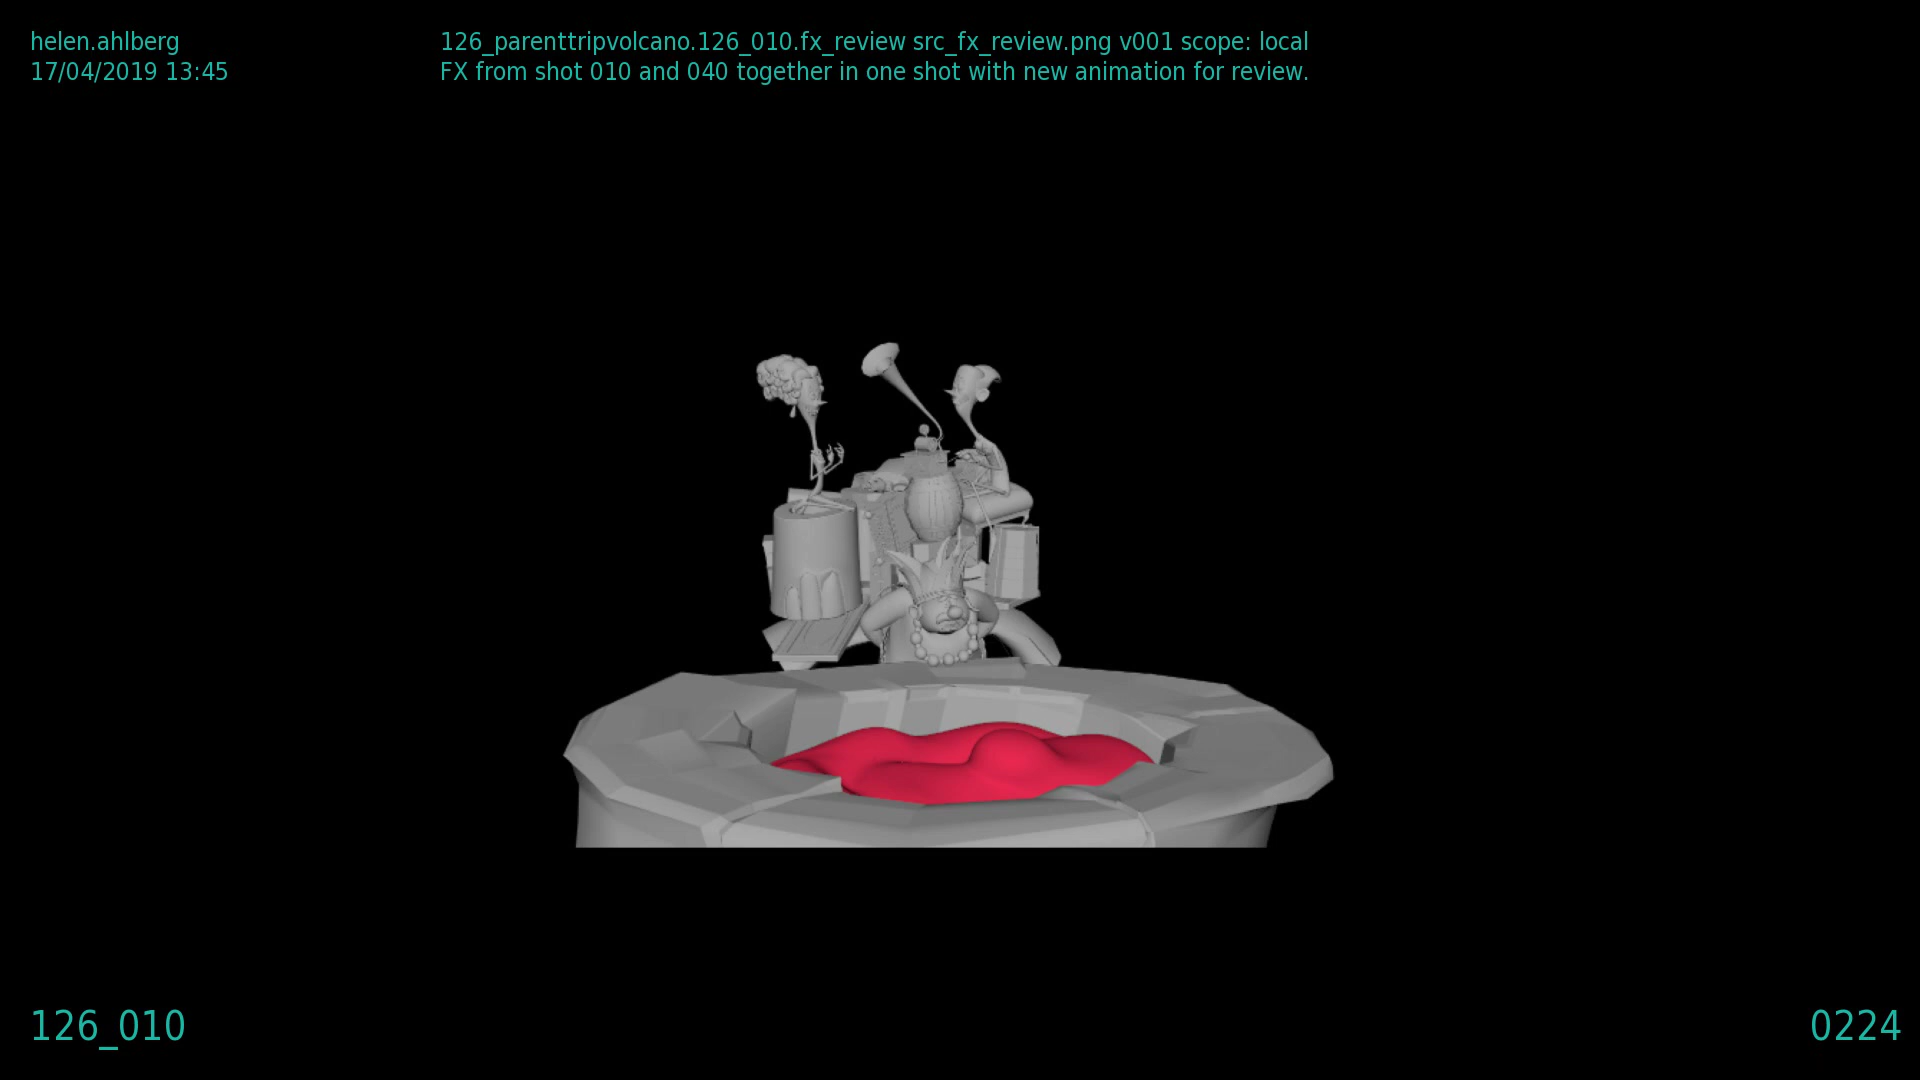 helen.ahlberg
17/04/2019 13:45
126_parenttripvolcano.126_010.fx_review src_fx_review.png v001 scope: local
FX from shot 010 and 040 together in one shot with new animation for review.
126_010
0224